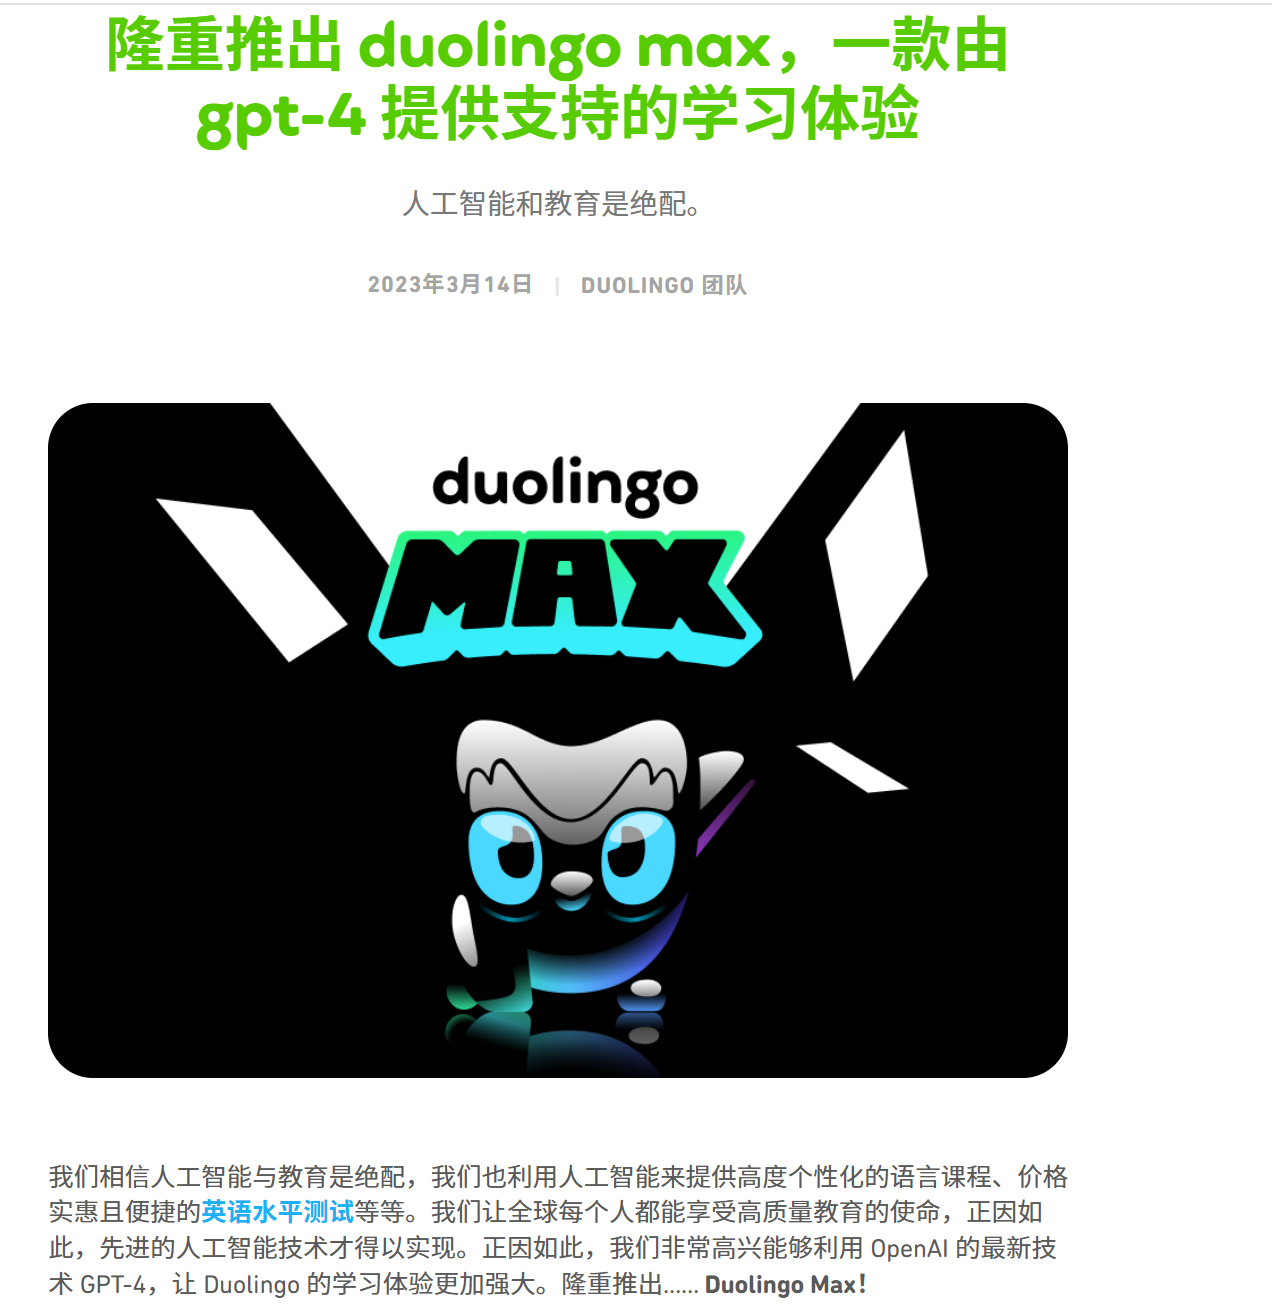 隆重推出 duolingo max，一款由
gpt-4 提供支持的学习体验
人工智能和教育是绝配。
2023年3月14日 | DUOLINGO 团队
duolingo
MAX
我们相信人工智能与教育是绝配，我们也利用人工智能来提供高度个性化的语言课程、价格
实惠且便捷的英语水平测试等等。我们让全球每个人都能享受高质量教育的使命，正因如
此，先进的人工智能技术才得以实现。正因如此，我们非常高兴能够利用 OpenAI 的最新技
术 GPT-4，让 Duolingo 的学习体验更加强大。隆重推出…… Duolingo Max！